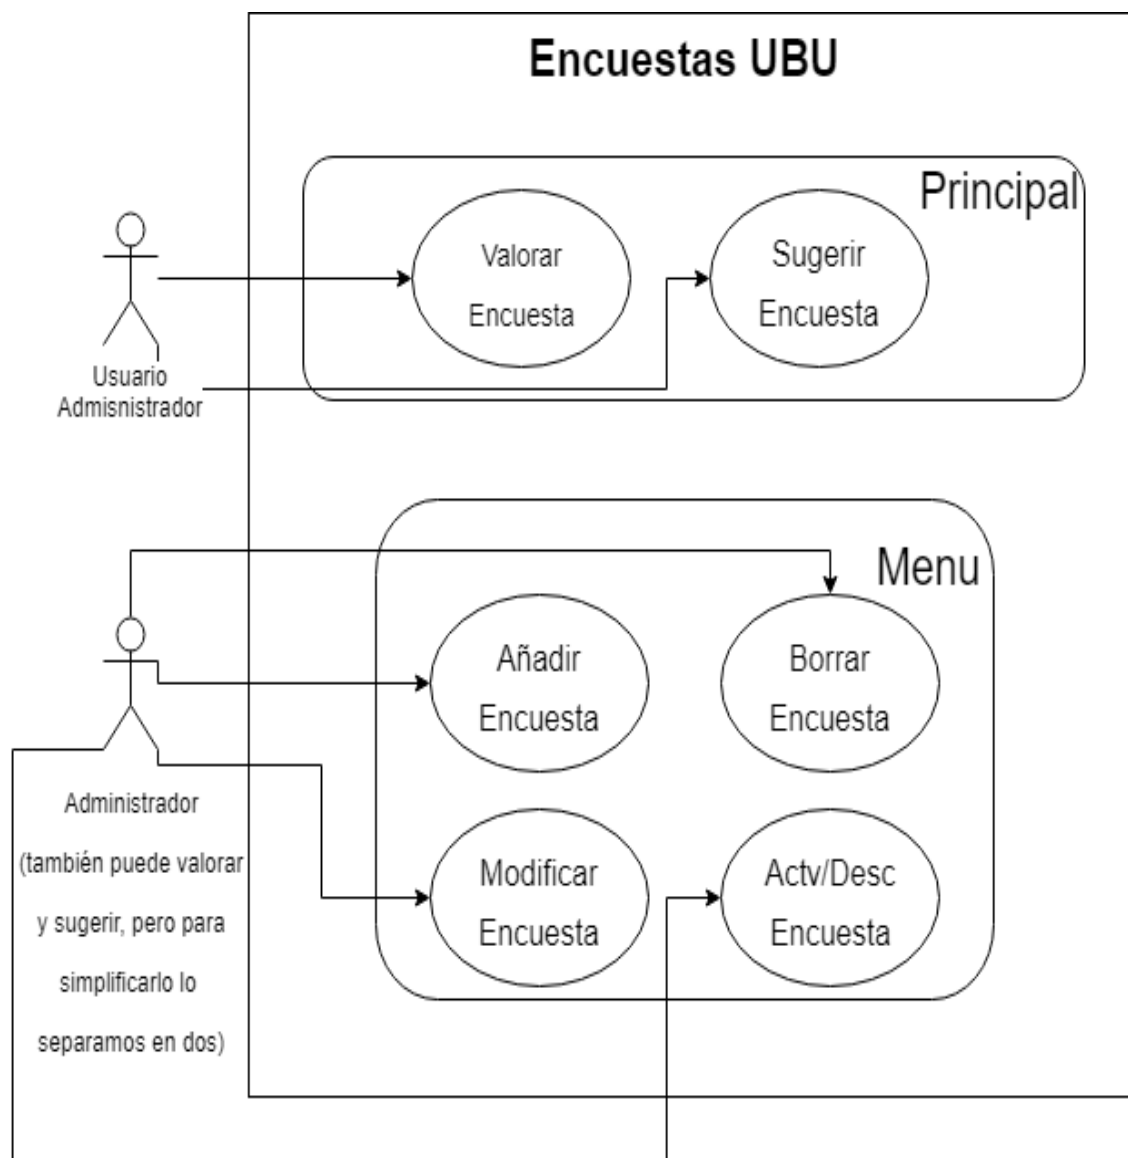 Encuestas UBU
Principal
Valorar
Encuesta
Sugerir
Encuesta
Usuario
Admisnistrador
Menu
Añadir
Encuesta
Borrar
Encuesta
Administrador
(también puede valorar
y sugerir, pero para
simplificarlo lo
separamos en dos)
Modificar
Encuesta
Actv/Desc
Encuesta